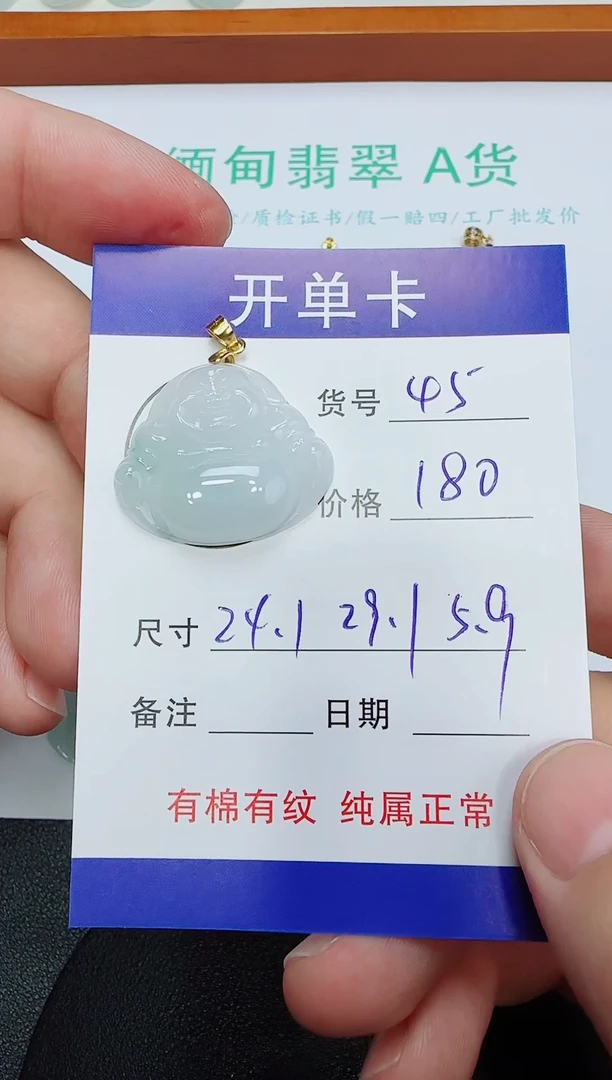 缅甸翡翠 A货
/质检证书/假一赔四/工厂批发价
开单卡
货号 45
价格 180
尺寸 24.1 29.1 5.9
备注 日期
有棉有纹 纯属正常